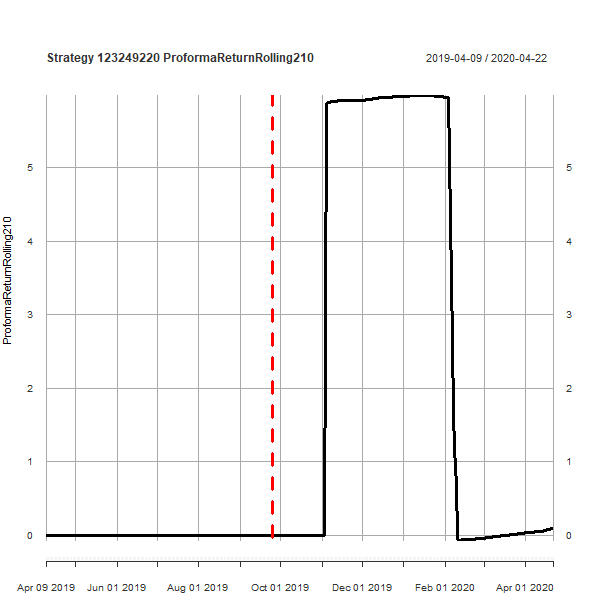 Strategy 123249220 ProformaReturnRolling210
2019-04-09 / 2020-04-22
ProformaReturnRolling210
5 5
4 4
3 3
2 2
1 1
0 0
Apr 09 2019 Jun 01 2019 Aug 01 2019 Oct 01 2019 Dec 01 2019 Feb 01 2020 Apr 01 2020